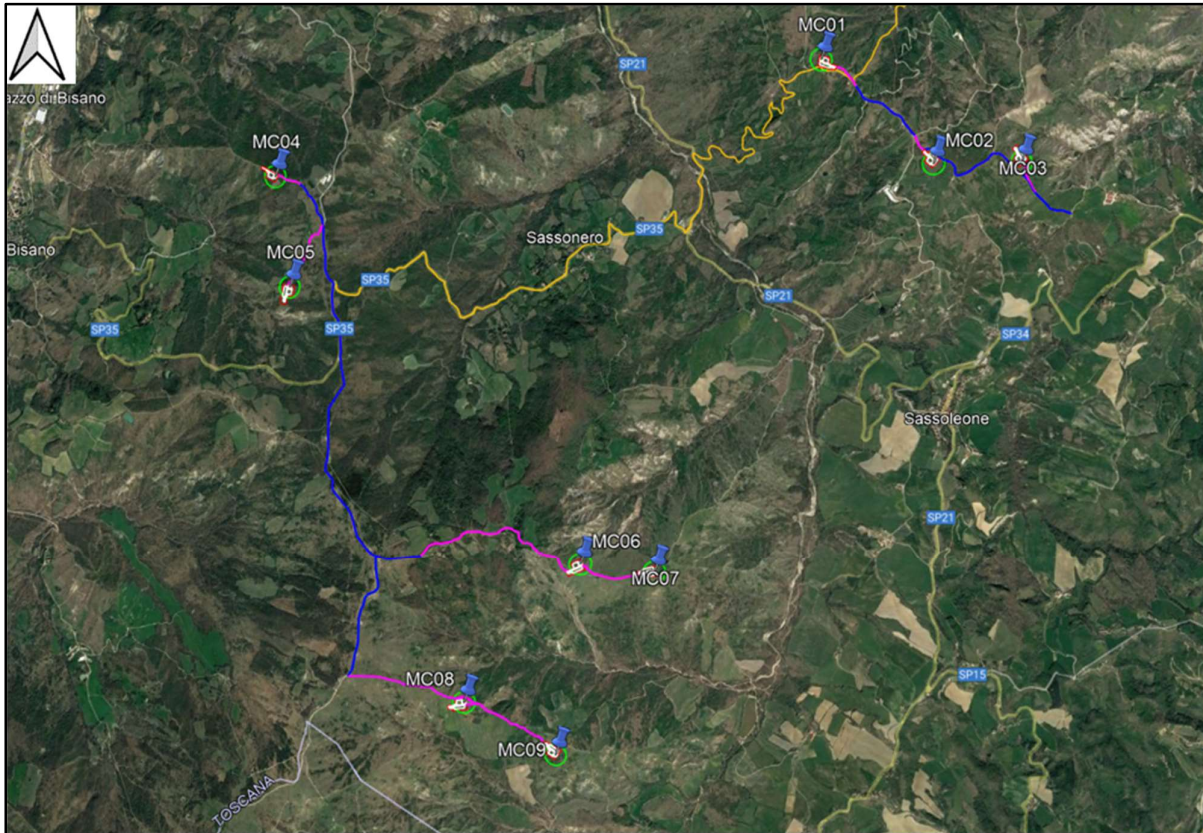 MC01
SP21
azzo di Bisano
MC04
MC02
MC03
Sassonero
SP35
Bisano
MC05
SP35
SP21
SP35
SP35
SP34
Sassoleone
SP21
MC06
MC07
SP15
MC08
MC09
TOSCANA